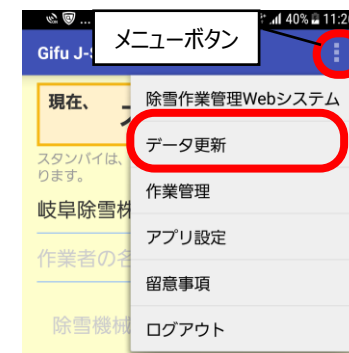 メニューボタン
40% 11:2
Gifu J-S
現在、
スタンバイは、
ります。
岐阜除雪株
作業者の名
除雪機械
除雪作業管理Webシステム
データ更新
作業管理
アプリ設定
留意事項
ログアウト